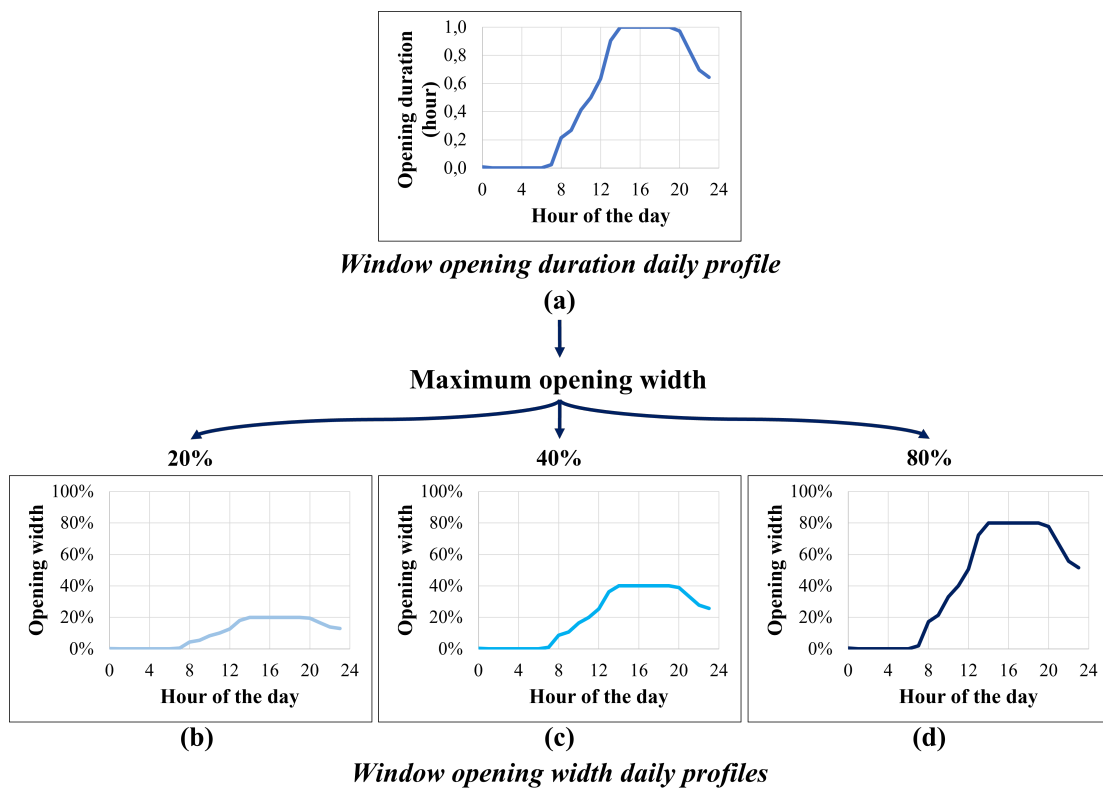 1,0
0,8
0,6
0,4
0,2
0,0
Opening duration
(hour)
0 4 8 12 16 20 24
Hour of the day
Window opening duration daily profile
(a)
Maximum opening width
20%
40%
80%
100%
80%
60%
40%
20%
0%
Opening width
0 4 8 12 16 20 24
Hour of the day
(b)
100%
80%
60%
40%
20%
0%
Opening width
0 4 8 12 16 20 24
Hour of the day
(c)
100%
80%
60%
40%
20%
0%
Opening width
0 4 8 12 16 20 24
Hour of the day
(d)
Window opening width daily profiles